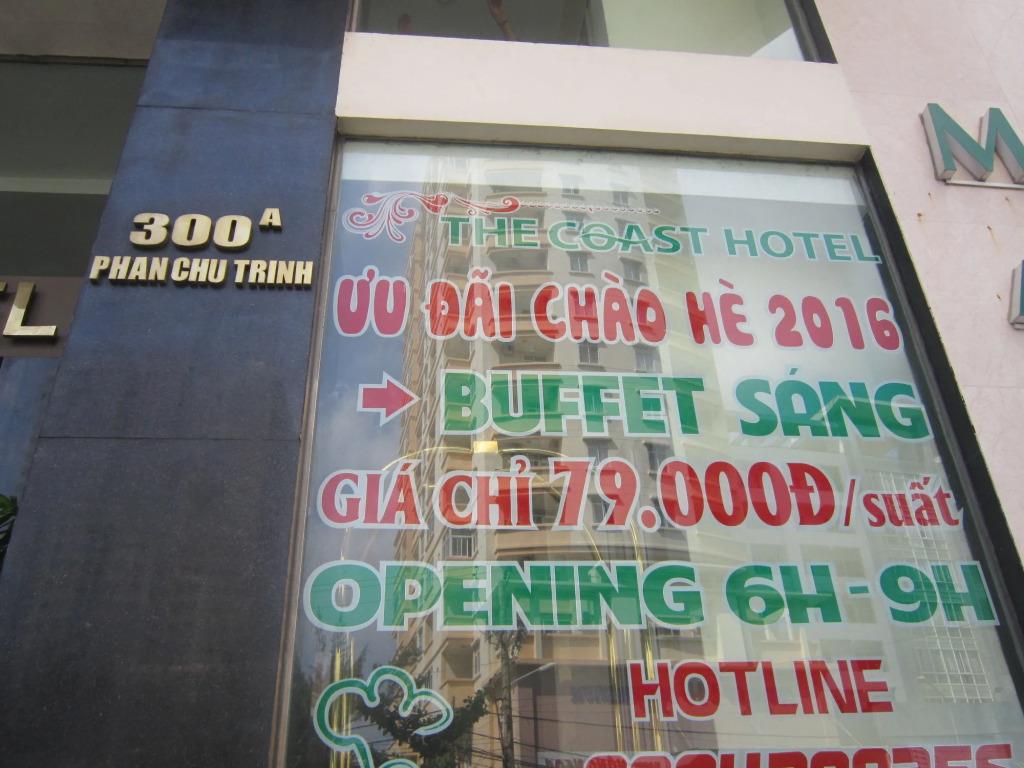 300A
PHAN CHU TRINH
L
M
THE COAST HOTEL
ƯU ĐÃI CHÀO HÈ 2016
BUFFET SÁNG
GIÁ CHỈ 79.000Đ/suất
OPENING 6H-9H
HOTLINE